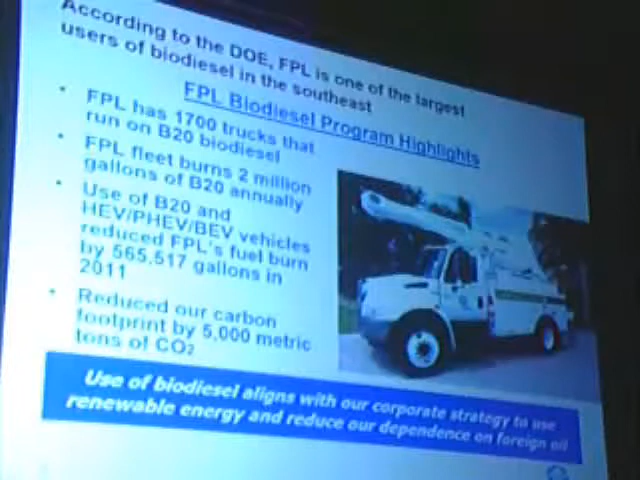 According to the DOE, FPL is one of the largest
users of biodiesel in the southeast
FPL Biodiesel Program Highlights
• FPL has 1700 trucks that
run on B20 biodiesel
• FPL fleet burns 2 million
gallons of B20 annually
• Use of B20 and
HEV/PHEV/BEV vehicles
reduced FPL's fuel burn
by 565,517 gallons in
2011
• Reduced our carbon
footprint by 5,000 metric
tons of CO2
Use of biodiesel aligns with our corporate strategy to use
renewable energy and reduce our dependence on foreign oil